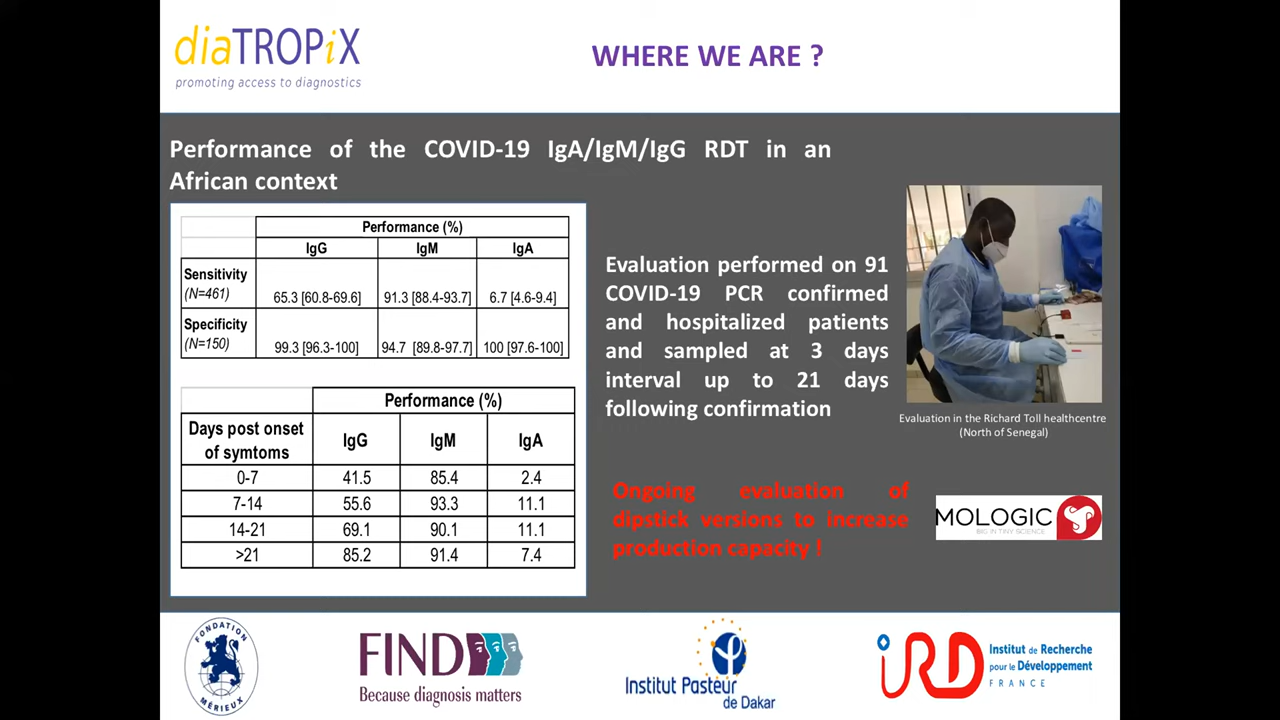 diaTROPiX
promoting access to diagnostics
WHERE WE ARE ?
Performance of the COVID-19 IgA/IgM/IgG RDT in an
African context
Performance (%)
IgG IgM IgA
Sensitivity
(N=461) 65.3 [60.8-69.6] 91.3 [88.4-93.7] 6.7 [4.6-9.4]
Specificity
(N=150) 99.3 [96.3-100] 94.7 [89.8-97.7] 100 [97.6-100]
Performance (%)
Days post onset
of symtoms IgG IgM IgA
0-7 41.5 85.4 2.4
7-14 55.6 93.3 11.1
14-21 69.1 90.1 11.1
>21 85.2 91.4 7.4
Evaluation performed on 91
COVID-19 PCR confirmed
and hospitalized patients
and sampled at 3 days
interval up to 21 days
following confirmation
Evaluation in the Richard Toll healthcentre
(North of Senegal)
Ongoing evaluation of
dipstick versions to increase
production capacity !
MOLOGIC
BIG IN TINY SCIENCE
FONDATION
MÉRIEUX
FIND
Because diagnosis matters
Institut Pasteur
de Dakar
iRD
Institut de Recherche
pour le Développement
FRANCE